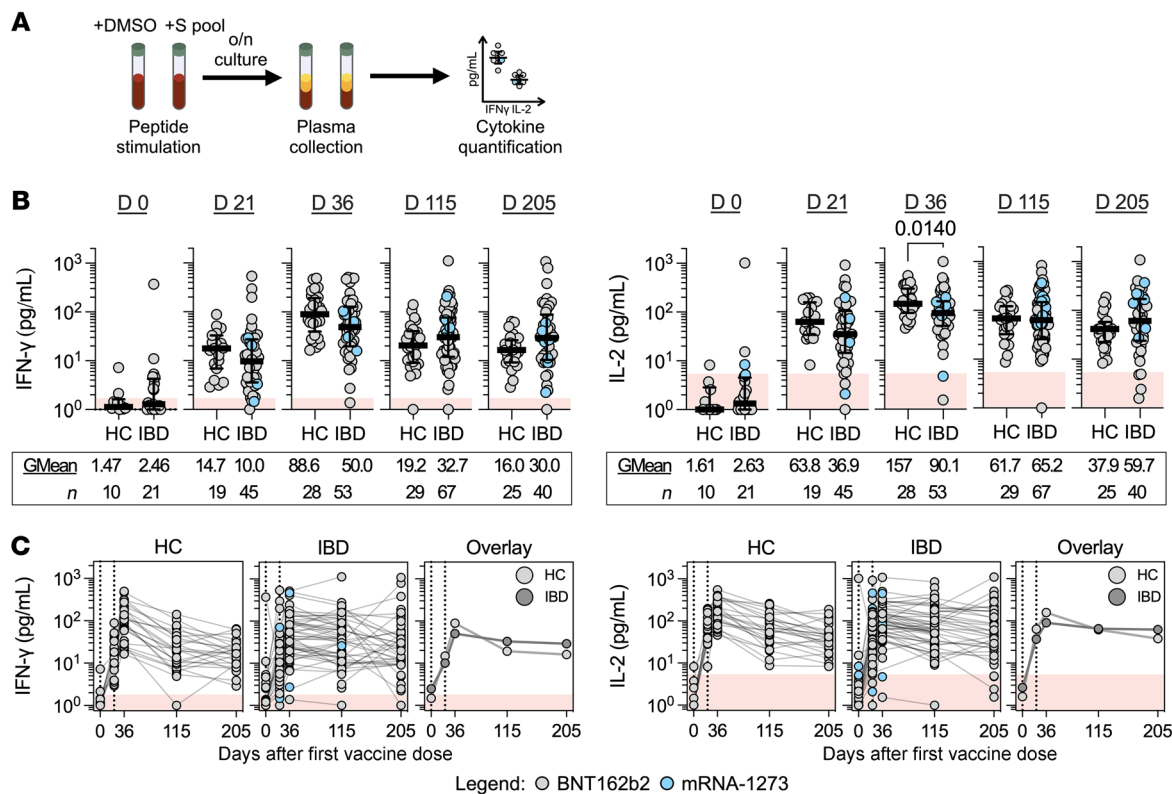 A
+DMSO +S pool
o/n
culture
pg/mL
IFNγ IL-2
Peptide
stimulation
Plasma
collection
Cytokine
quantification
B
D 0 D 21 D 36 D 115 D 205
IFN-γ (pg/mL)
10³
10²
10¹
10⁰
HC IBD HC IBD HC IBD HC IBD HC IBD
GMean 1.47 2.46 14.7 10.0 88.6 50.0 19.2 32.7 16.0 30.0
n 10 21 19 45 28 53 29 67 25 40
D 0 D 21 D 36 D 115 D 205
0.0140
IL-2 (pg/mL)
10³
10²
10¹
10⁰
HC IBD HC IBD HC IBD HC IBD HC IBD
GMean 1.61 2.63 63.8 36.9 157 90.1 61.7 65.2 37.9 59.7
n 10 21 19 45 28 53 29 67 25 40
C
HC IBD Overlay
IFN-γ (pg/mL)
10³
10²
10¹
10⁰
HC
IBD
0 36 115 205 0 36 115 205 0 36 115 205
Days after first vaccine dose
HC IBD Overlay
IL-2 (pg/mL)
10³
10²
10¹
10⁰
HC
IBD
0 36 115 205 0 36 115 205 0 36 115 205
Days after first vaccine dose
Legend: BNT162b2 mRNA-1273